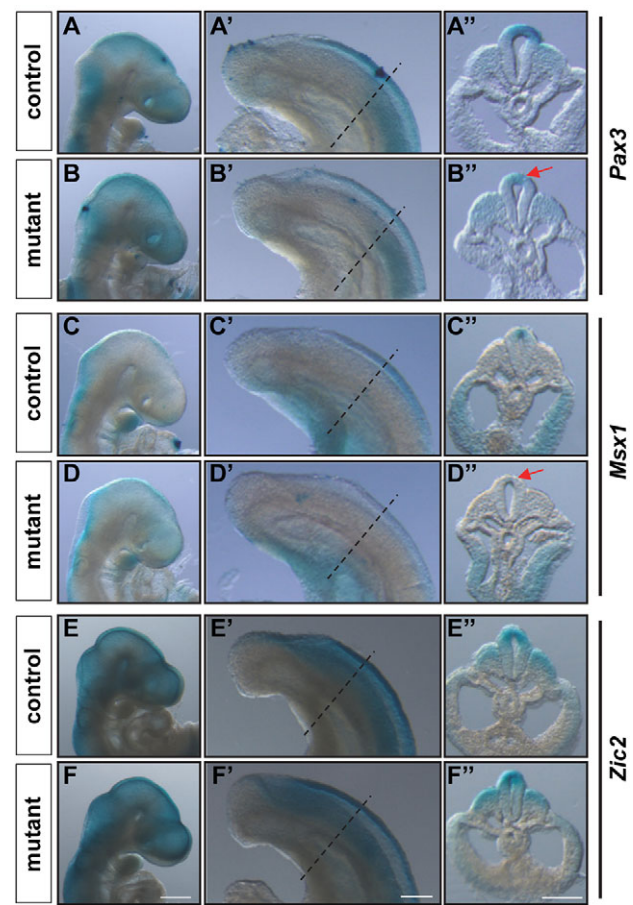 A A’ A” control
B B’ B” mutant
Pax3
C C’ C” control
D D’ D” mutant
Msx1
E E’ E” control
F F’ F” mutant
Zic2